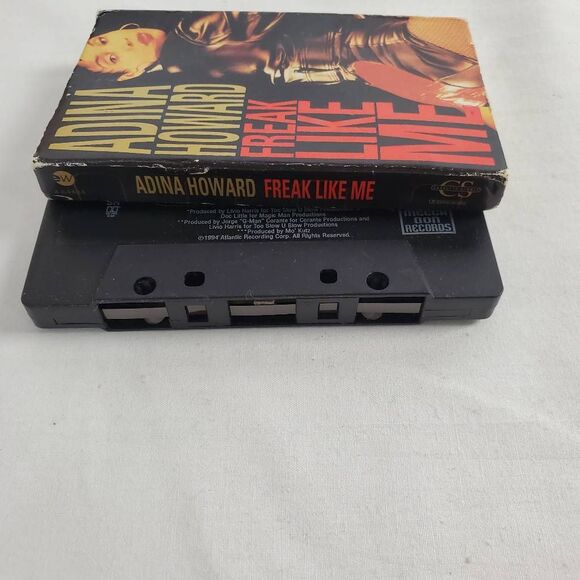 ADINA
HOWARD
FREAK
LIKE
ME
ew
ADINA HOWARD FREAK LIKE ME
*Produced by Livio Harris for Too Slow U Blow Productions
Doc Little for Magic Man Productions
***Produced by Jorge "G-Man" Corante for Corante Productions and
Livio Harris for Too Slow U Blow Productions
**Produced by Mo' Kutz
©1994 Atlantic Recording Corp. All Rights Reserved.
RECORDS